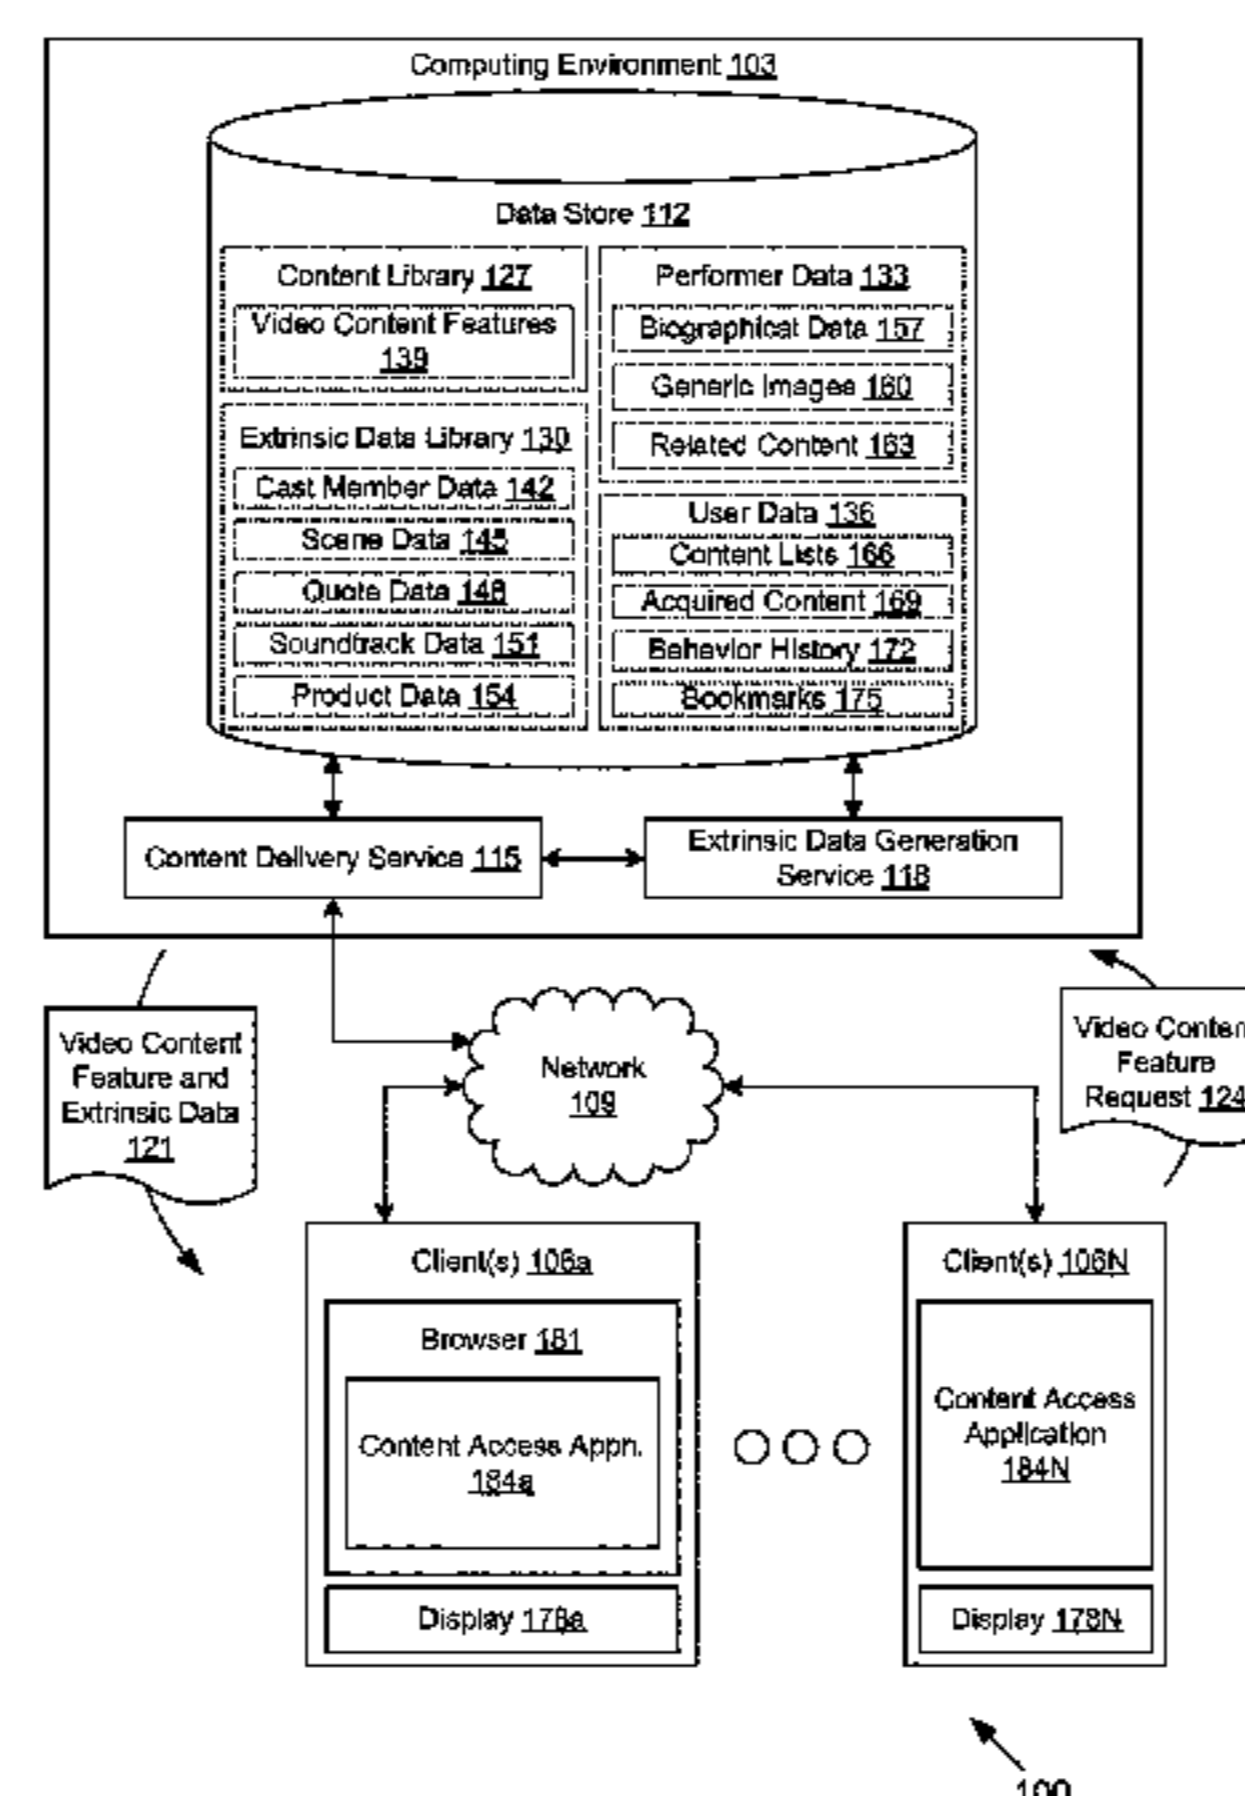 Computing Environment 103
Data Store 112
Content Library 127
Video Content Features
139
Extrinsic Data Library 130
Cast Member Data 142
Scene Data 145
Quote Data 148
Soundtrack Data 151
Product Data 154
Performer Data 133
Biographical Data 157
Generic Images 160
Related Content 163
User Data 136
Content Lists 166
Acquired Content 169
Behavior History 172
Bookmarks 175
Content Delivery Service 115
Extrinsic Data Generation
Service 118
Video Content
Feature and
Extrinsic Data
121
Network
109
Video Conten
Feature
Request 124
Client(s) 106a
Browser 181
Content Access Appn.
184a
Display 178a
Client(s) 106N
Content Access
Application
184N
Display 178N
100